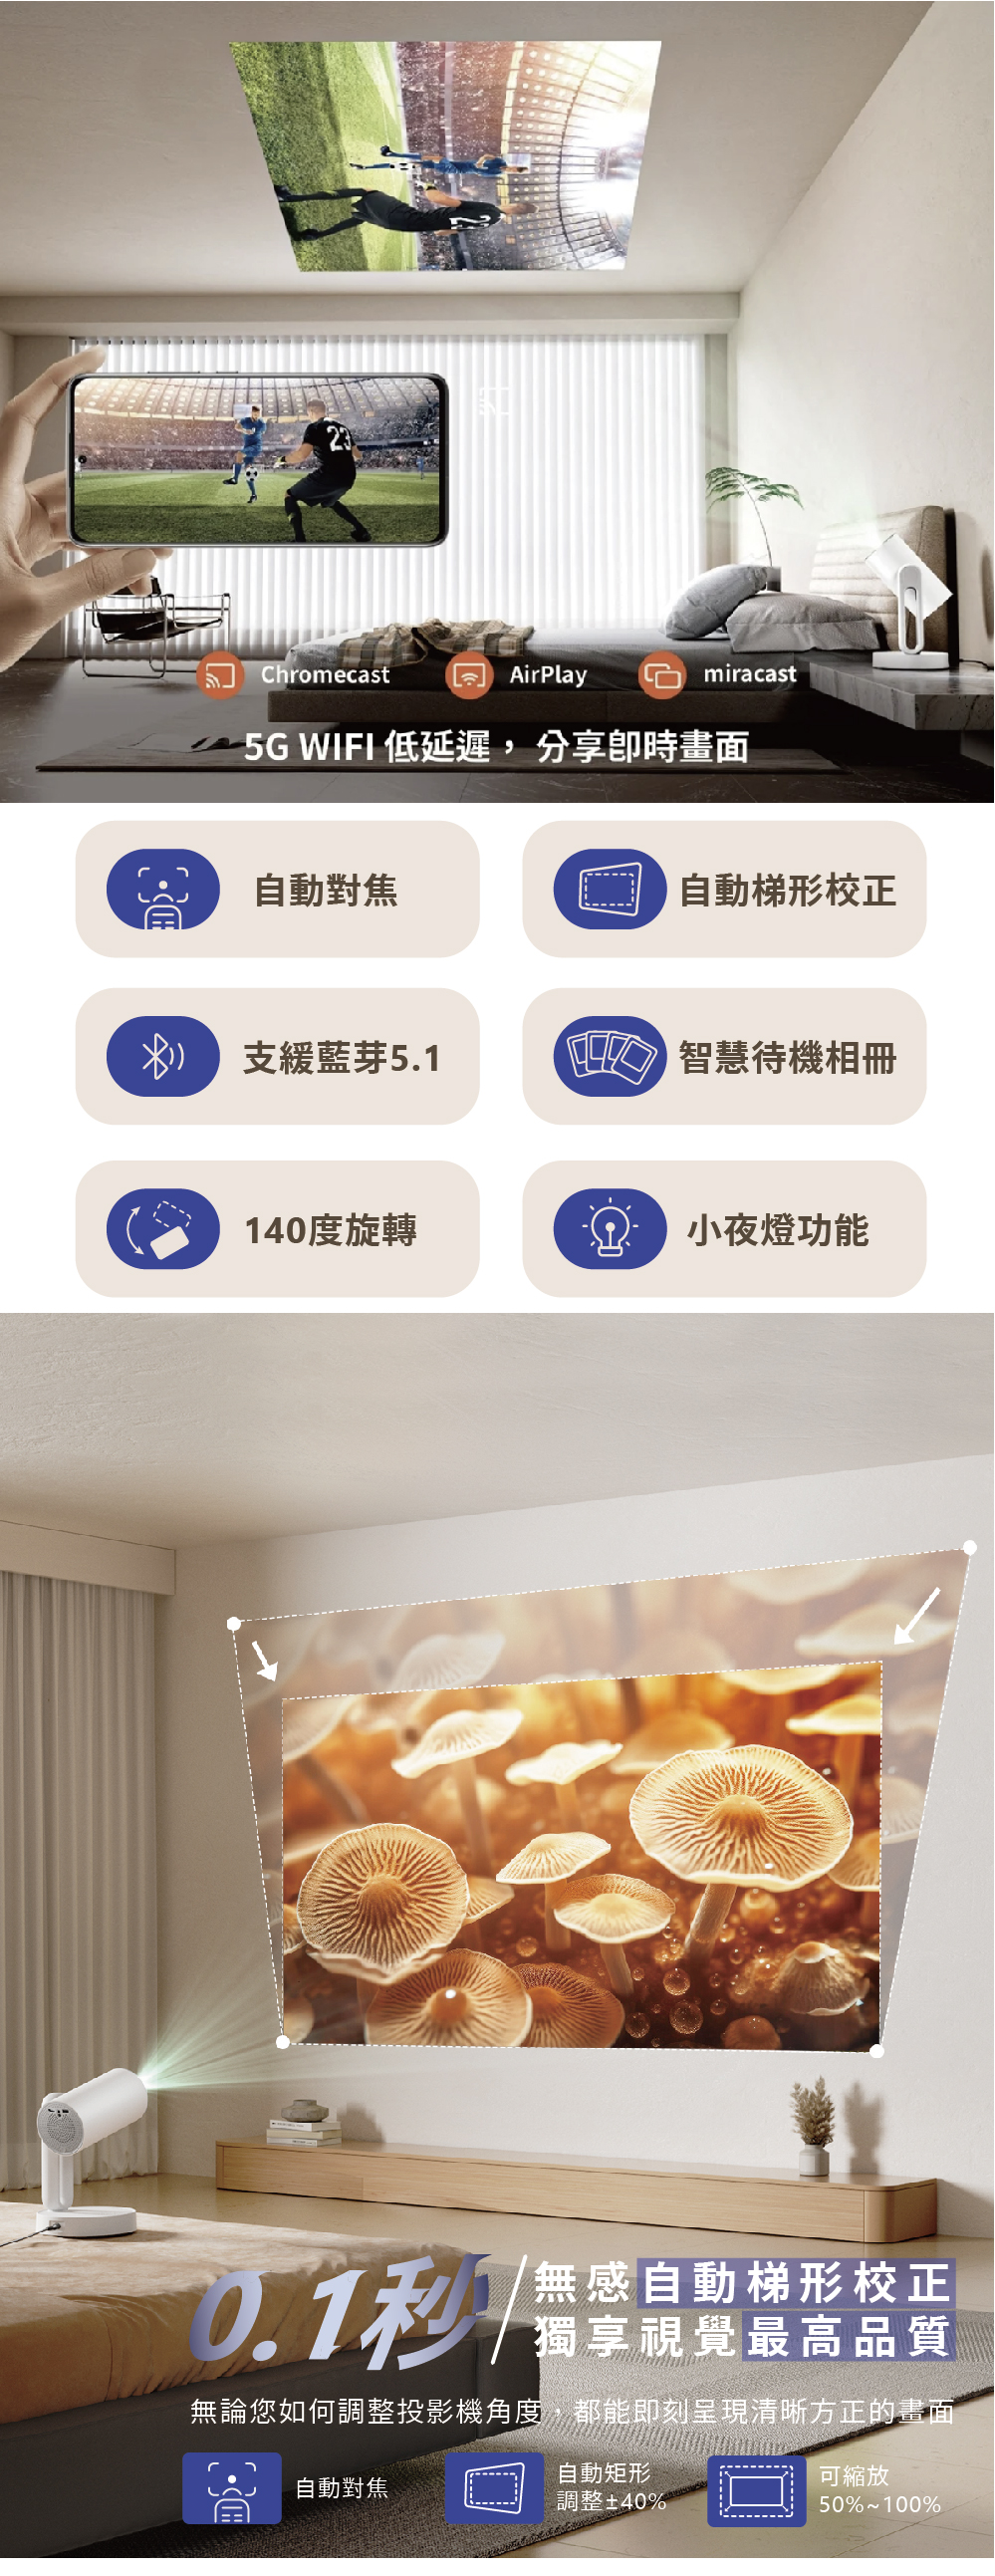 23
Chromecast
AirPlay
miracast
5G WIFI 低延遲， 分享即時畫面
自動對焦
自動梯形校正
支緩藍芽5.1
智慧待機相冊
140度旋轉
小夜燈功能
0.1秒
無感自動梯形校正
獨享視覺最高品質
無論您如何調整投影機角度，都能即刻呈現清晰方正的畫面
自動對焦
自動矩形
調整±40%
可縮放
50%~100%